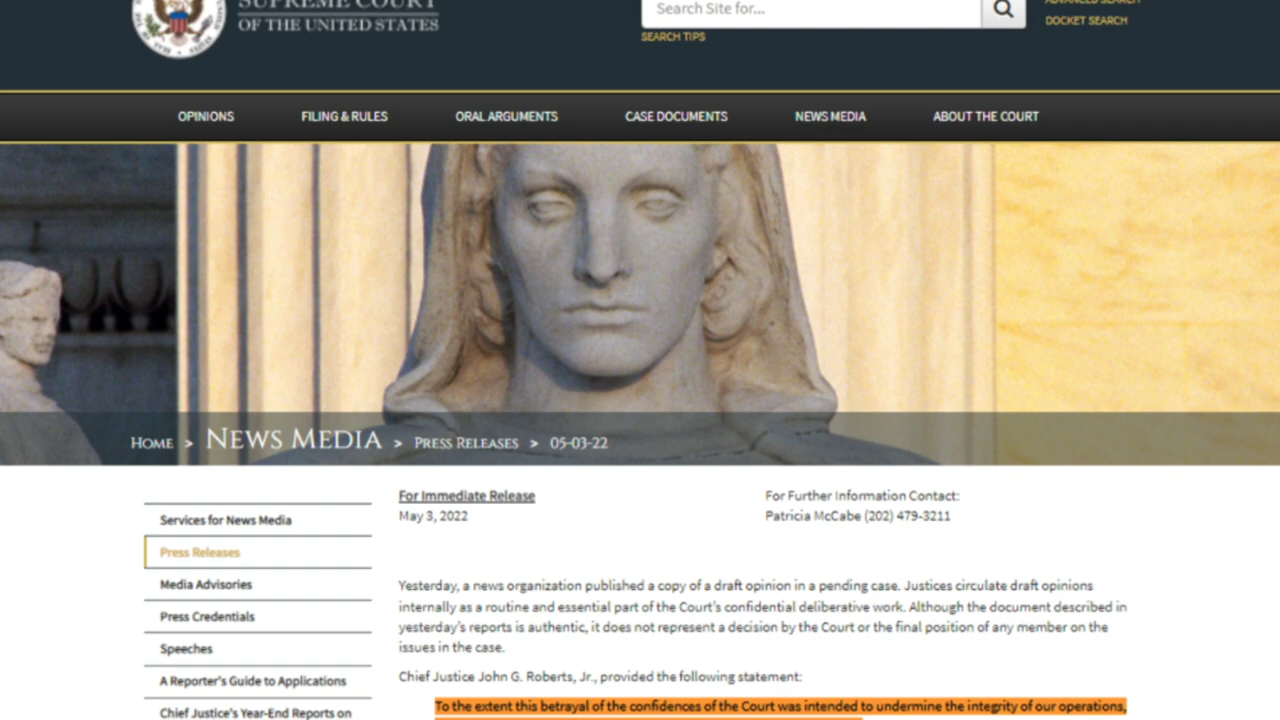 SUPREME COURT
OF THE UNITED STATES
Search Site for...
SEARCH TIPS
ADVANCED SEARCH
DOCKET SEARCH
OPINIONS
FILING & RULES
ORAL ARGUMENTS
CASE DOCUMENTS
NEWS MEDIA
ABOUT THE COURT
HOME > NEWS MEDIA > PRESS RELEASES > 05-03-22
Services for News Media
Press Releases
Media Advisories
Press Credentials
Speeches
A Reporter's Guide to Applications
Chief Justice's Year-End Reports on
For Immediate Release
May 3, 2022
For Further Information Contact:
Patricia McCabe (202) 479-3211
Yesterday, a news organization published a copy of a draft opinion in a pending case. Justices circulate draft opinions
internally as a routine and essential part of the Court's confidential deliberative work. Although the document described in
yesterday's reports is authentic, it does not represent a decision by the Court or the final position of any member on the
issues in the case.
Chief Justice John G. Roberts, Jr., provided the following statement:
To the extent this betrayal of the confidences of the Court was intended to undermine the integrity of our operations,